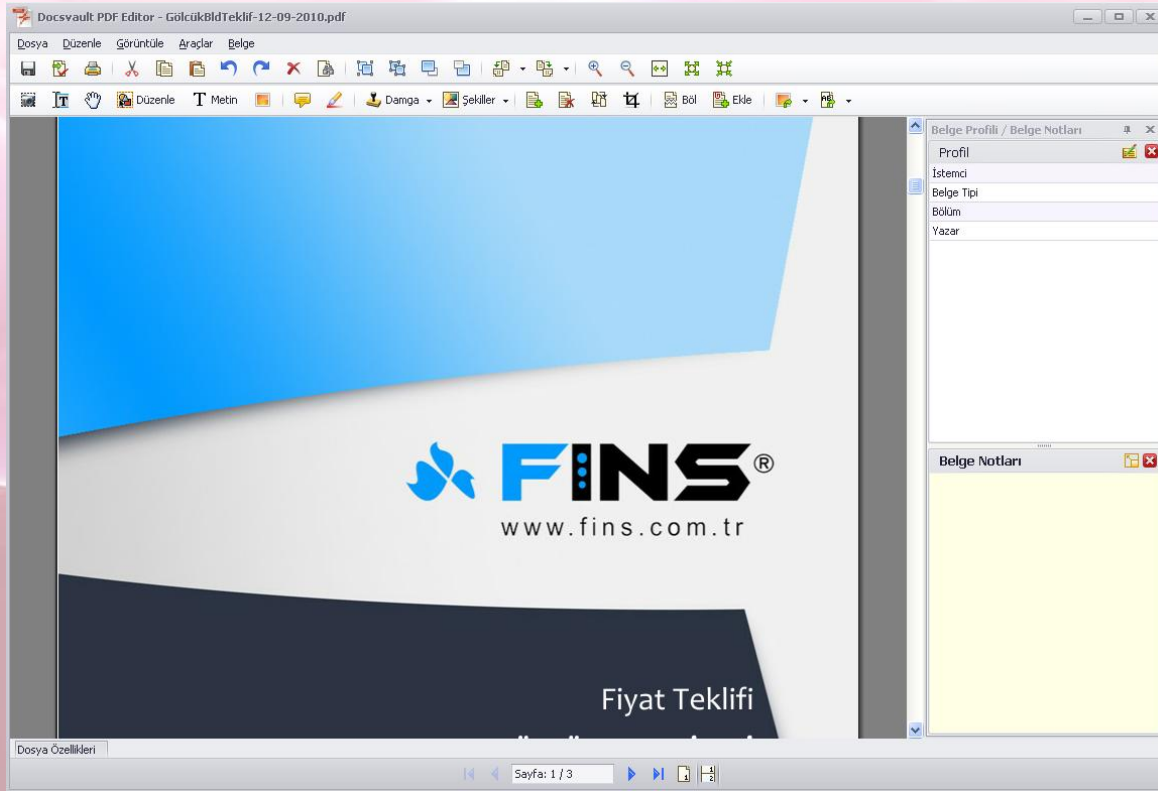 Docsvault PDF Editor - GölcükBldTeklif-12-09-2010.pdf
Dosya Düzenle Görüntüle Araçlar Belge
Düzenle T Metin Damga Şekiller Böl Ekle
Belge Profili / Belge Notları
Profil
İstemci
Belge Tipi
Bölüm
Yazar
FINS®
www.fins.com.tr
Belge Notları
Fiyat Teklifi
Dosya Özellikleri
Sayfa: 1 / 3